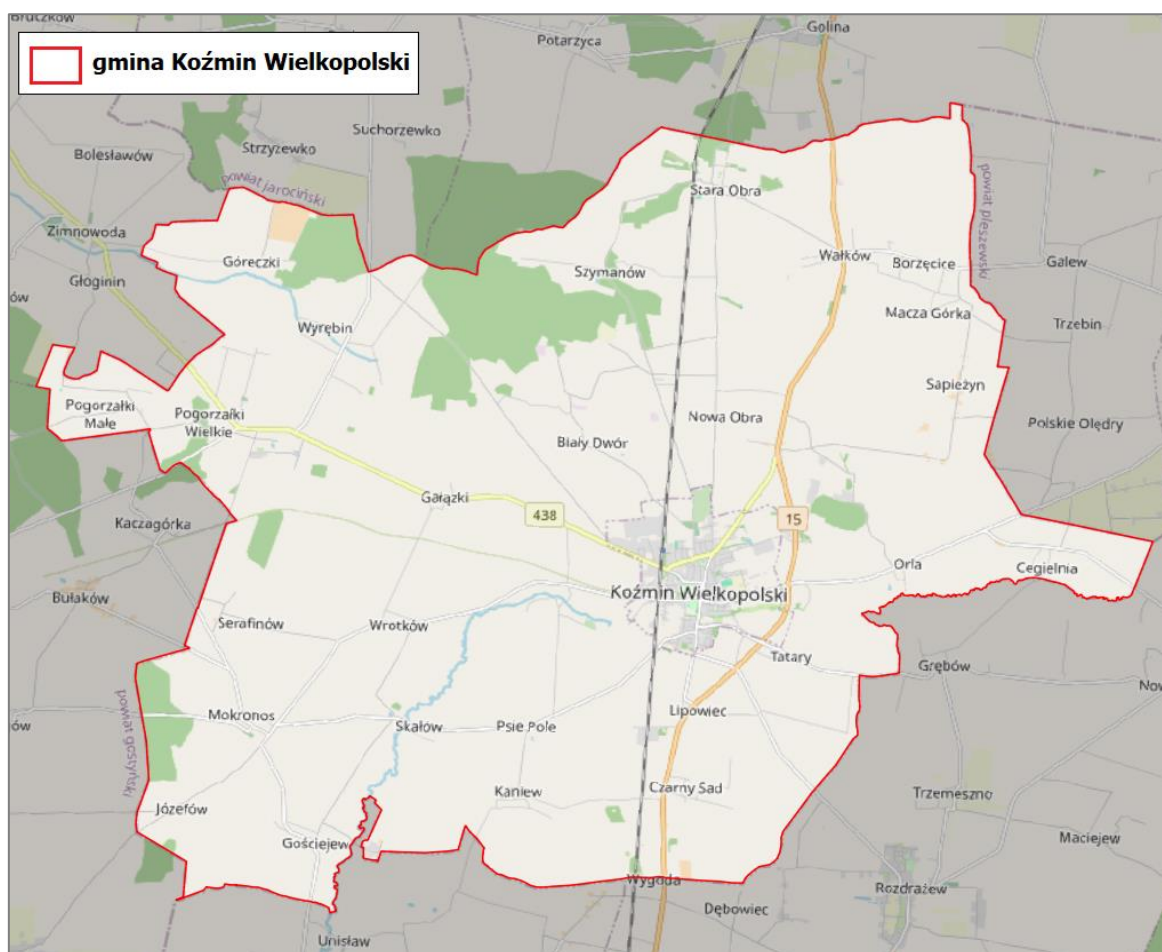 Bruczków
gmina Koźmin Wielkopolski
Potarzyca
Golina
Suchorzewko
Strzyżewko
Bolesławów
powiat jarociński
Stara Obra
powiat pleszewski
Zimnowoda
Góreczki
Głoginin
Szymanów
Wałków
Borzęcice
Galew
ów
Wyrębin
Macza Górka
Trzebin
Sapieżyn
Pogorzałki
Małe
Pogorzałki
Wielkie
Nowa Obra
Polskie Olędry
Biały Dwór
Gałązki
438
15
Kaczagórka
Orla
Cegielnia
Koźmin Wielkopolski
Bułaków
Serafinów
Wrotków
Tatary
Grębów
Now
powiat gostyński
Mokronos
Skałów
Psie Pole
Lipowiec
ów
Kaniew
Czarny Sad
Trzemeszno
Józefów
Gościejew
Maciejew
Wygoda
Rozdrażew
Dębowiec
Unisław